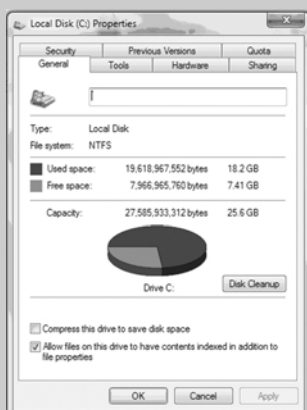 Local Disk (C:) Properties
Security Previous Versions Quota
General Tools Hardware Sharing
Type: Local Disk
File system: NTFS
Used space: 19,618,967,552 bytes 18.2 GB
Free space: 7,966,965,760 bytes 7.41 GB
Capacity: 27,585,933,312 bytes 25.6 GB
Drive C:
Disk Cleanup
Compress this drive to save disk space
Allow files on this drive to have contents indexed in addition to
file properties
OK Cancel Apply